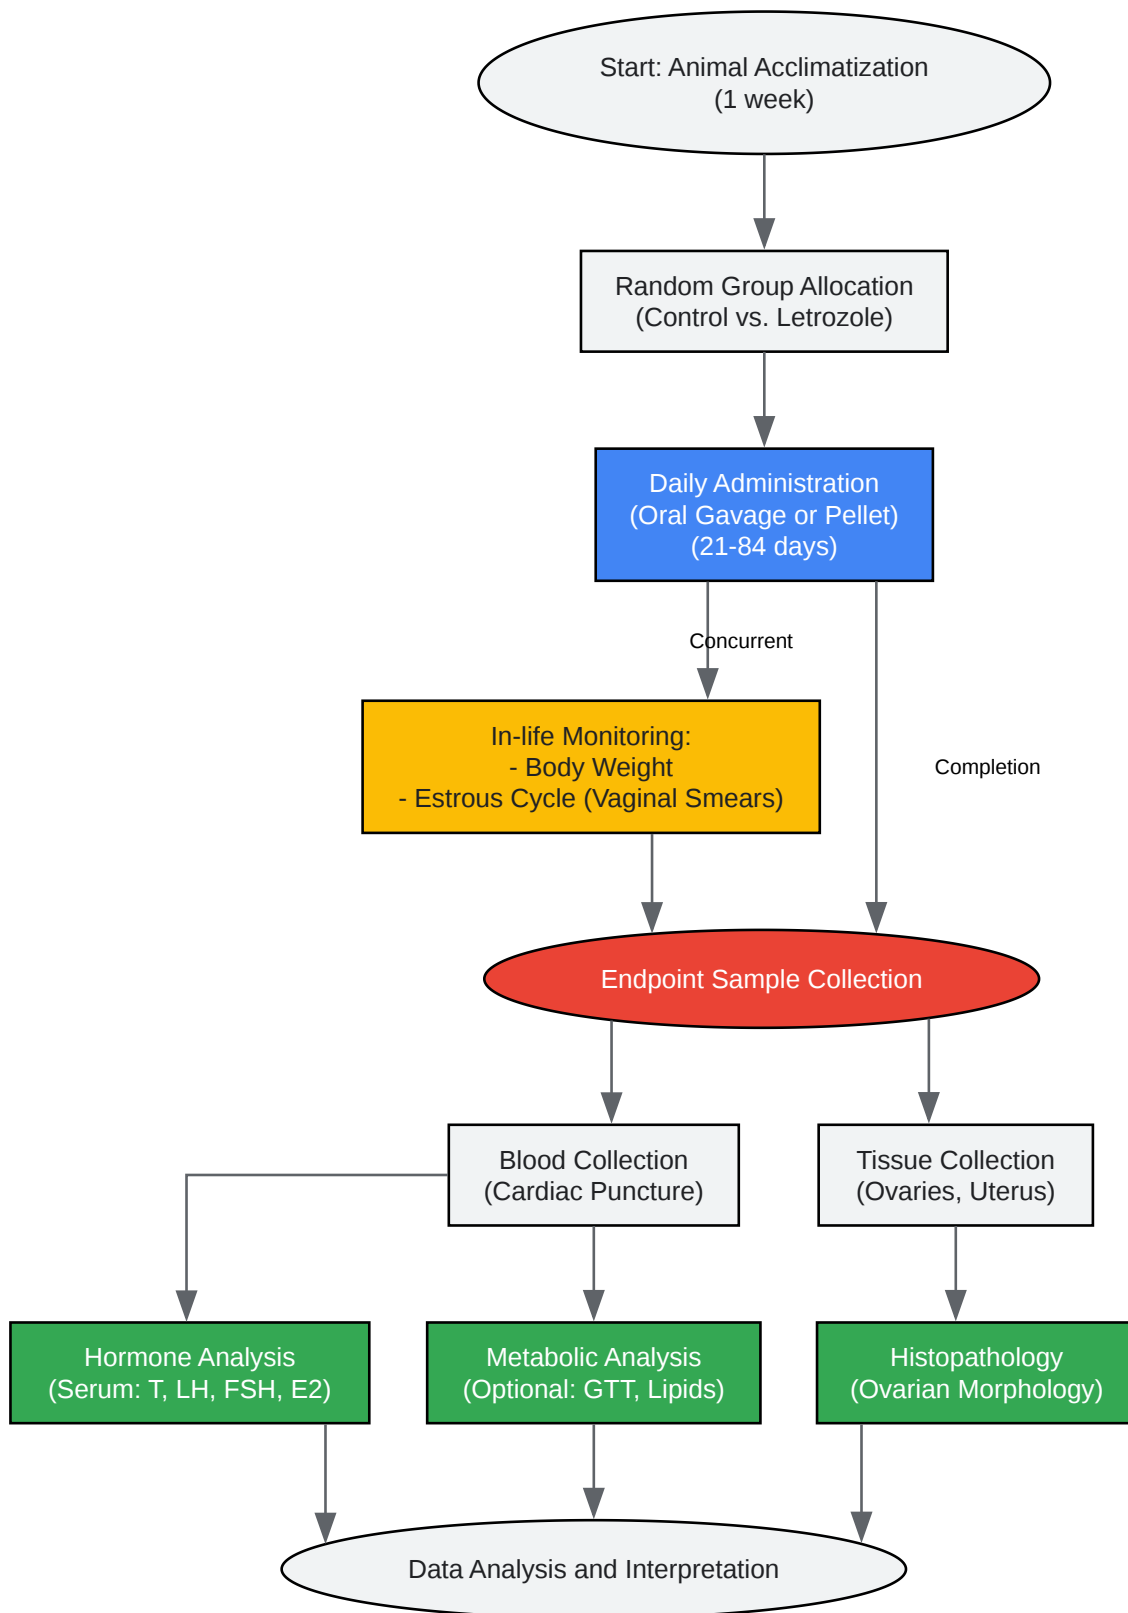 Start: Animal Acclimatization
(1 week)
Random Group Allocation
(Control vs. Letrozole)
Daily Administration
(Oral Gavage or Pellet)
(21-84 days)
Concurrent
In-life Monitoring:
- Body Weight
- Estrous Cycle (Vaginal Smears)
Completion
Endpoint Sample Collection
Blood Collection
(Cardiac Puncture)
Tissue Collection
(Ovaries, Uterus)
Hormone Analysis
(Serum: T, LH, FSH, E2)
Metabolic Analysis
(Optional: GTT, Lipids)
Histopathology
(Ovarian Morphology)
Data Analysis and Interpretation